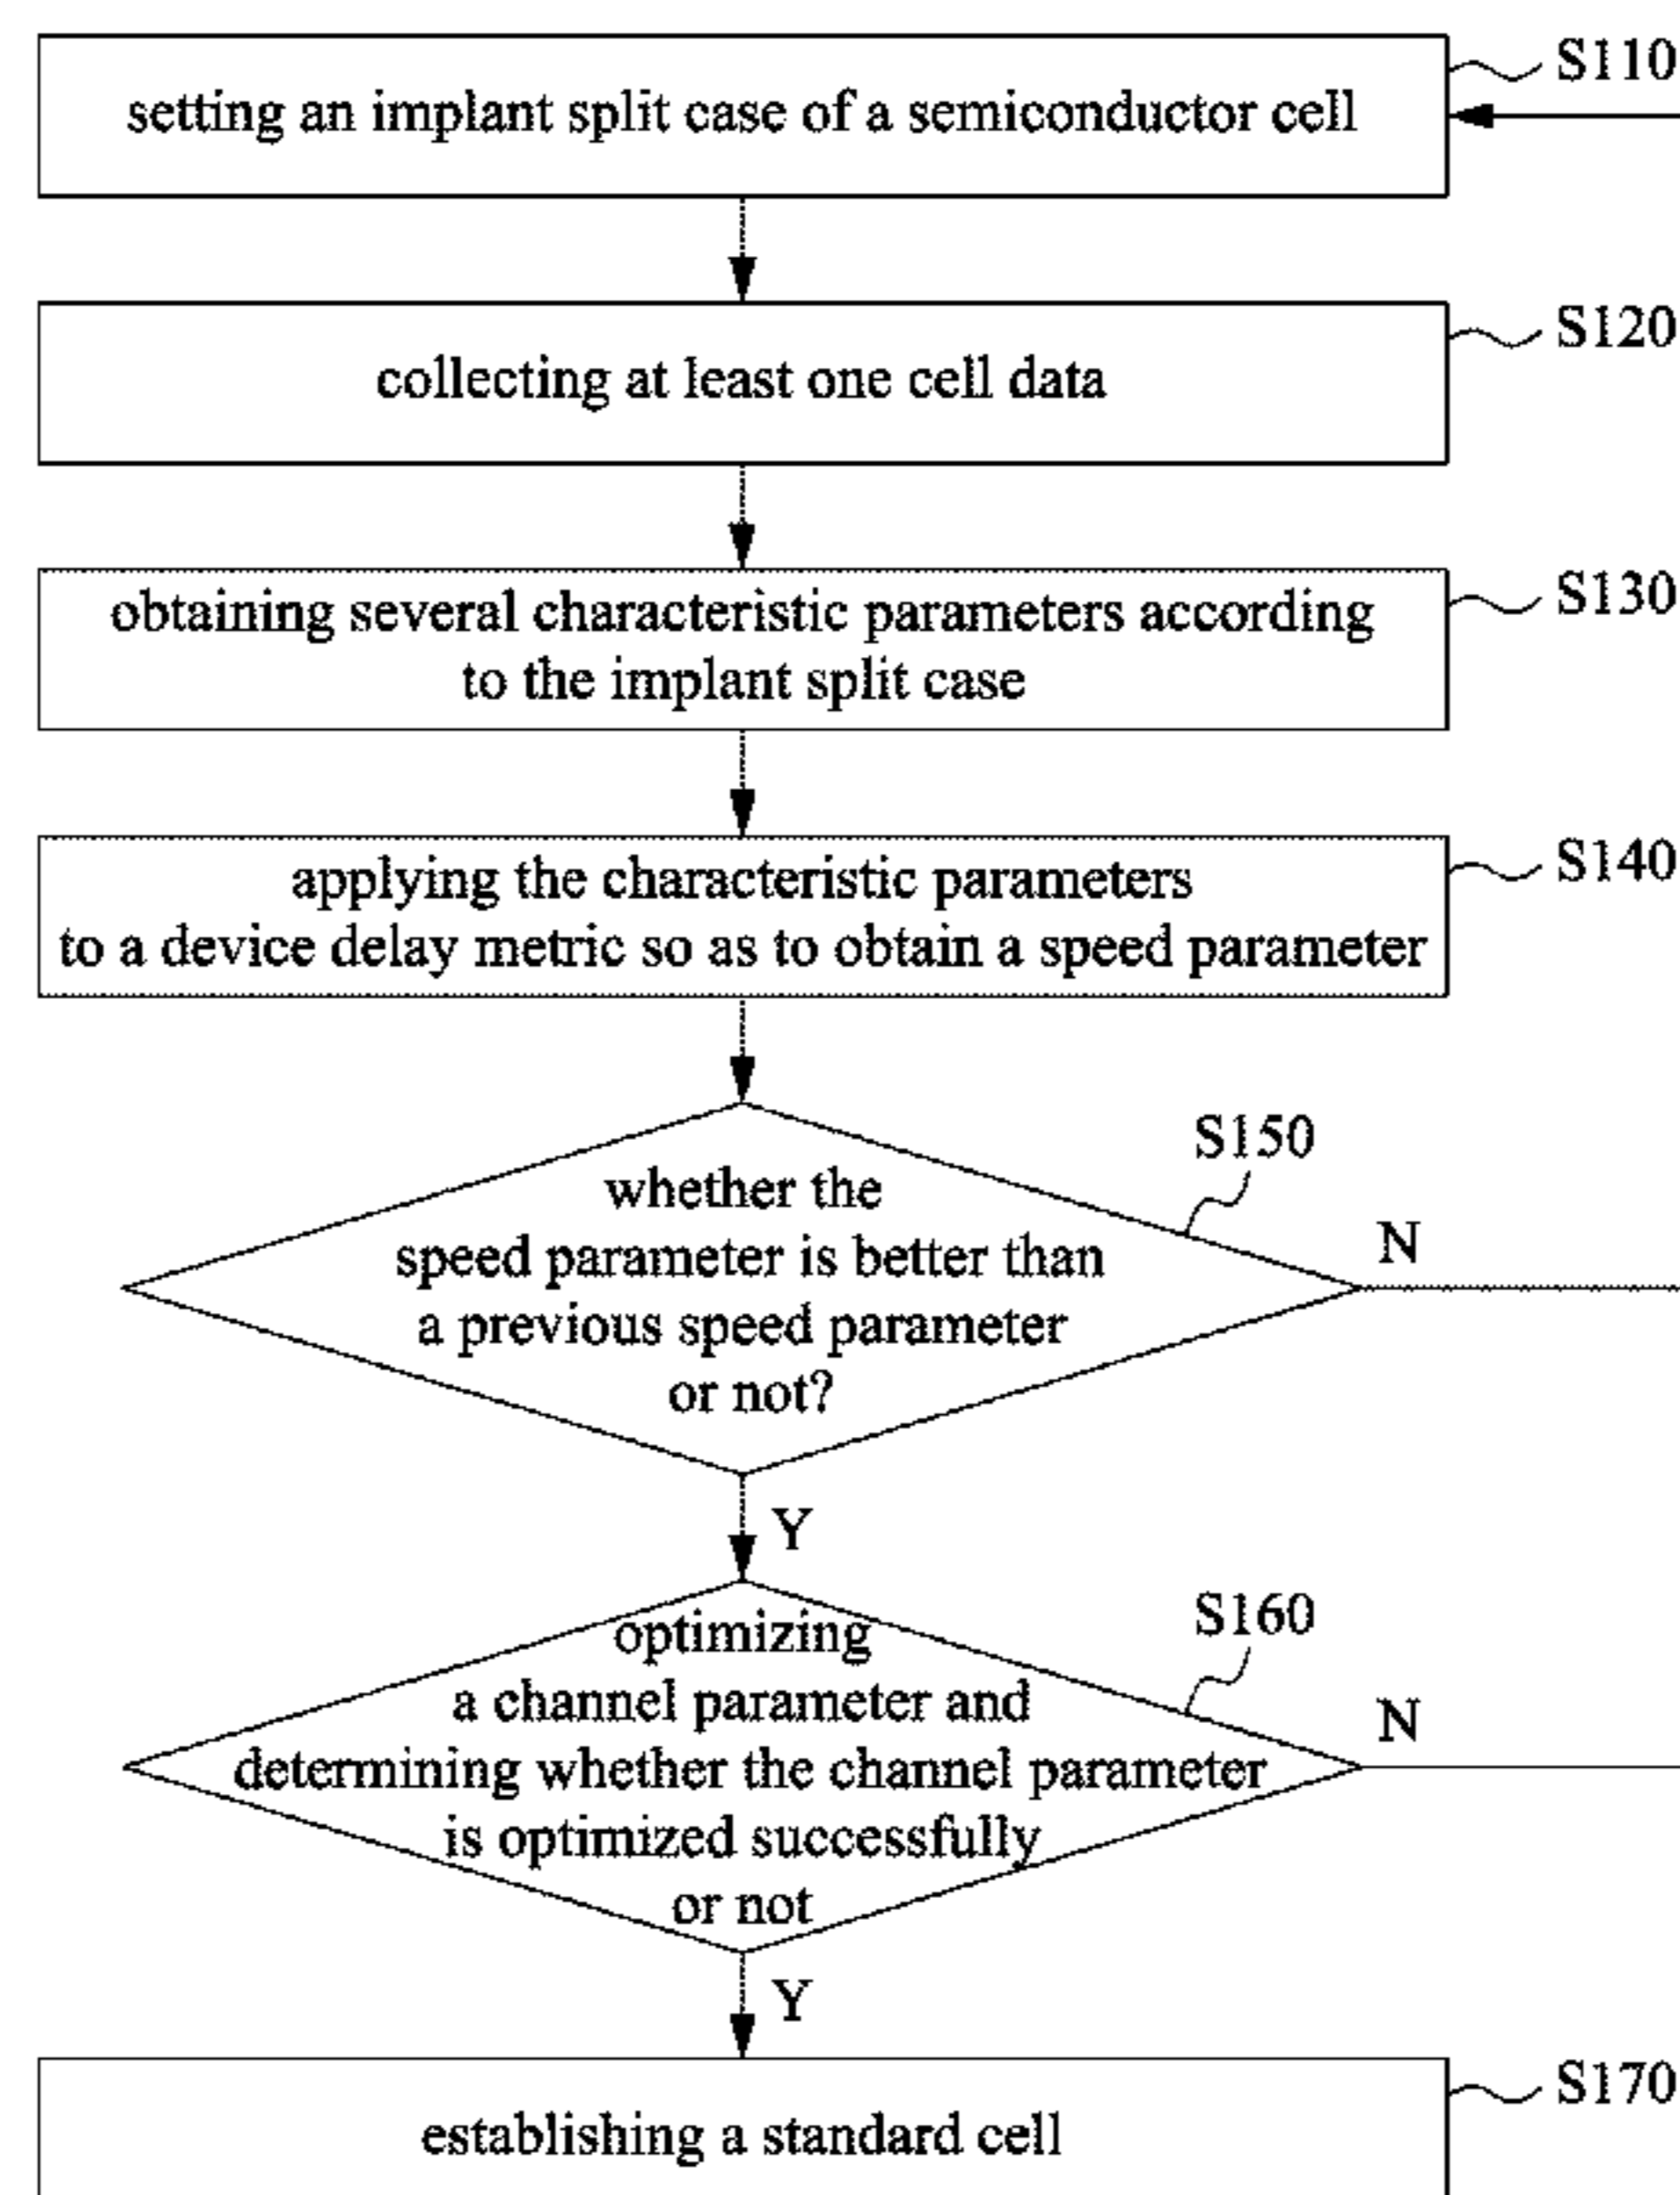 setting an implant split case of a semiconductor cell
S110
collecting at least one cell data
S120
obtaining several characteristic parameters according
to the implant split case
S130
applying the characteristic parameters
to a device delay metric so as to obtain a speed parameter
S140
whether the
speed parameter is better than
a previous speed parameter
or not?
S150
N
Y
optimizing
a channel parameter and
determining whether the channel parameter
is optimized successfully
or not
S160
N
Y
establishing a standard cell
S170